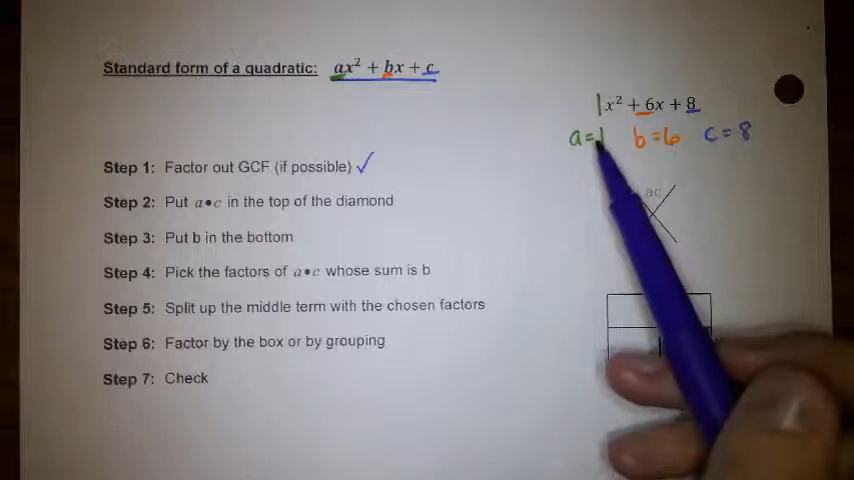 Standard form of a quadratic: ax² + bx + c
1x² + 6x + 8
a=1 b=6 c=8
Step 1: Factor out GCF (if possible) ✓
ac
Step 2: Put a•c in the top of the diamond
Step 3: Put b in the bottom
Step 4: Pick the factors of a•c whose sum is b
Step 5: Split up the middle term with the chosen factors
Step 6: Factor by the box or by grouping
Step 7: Check